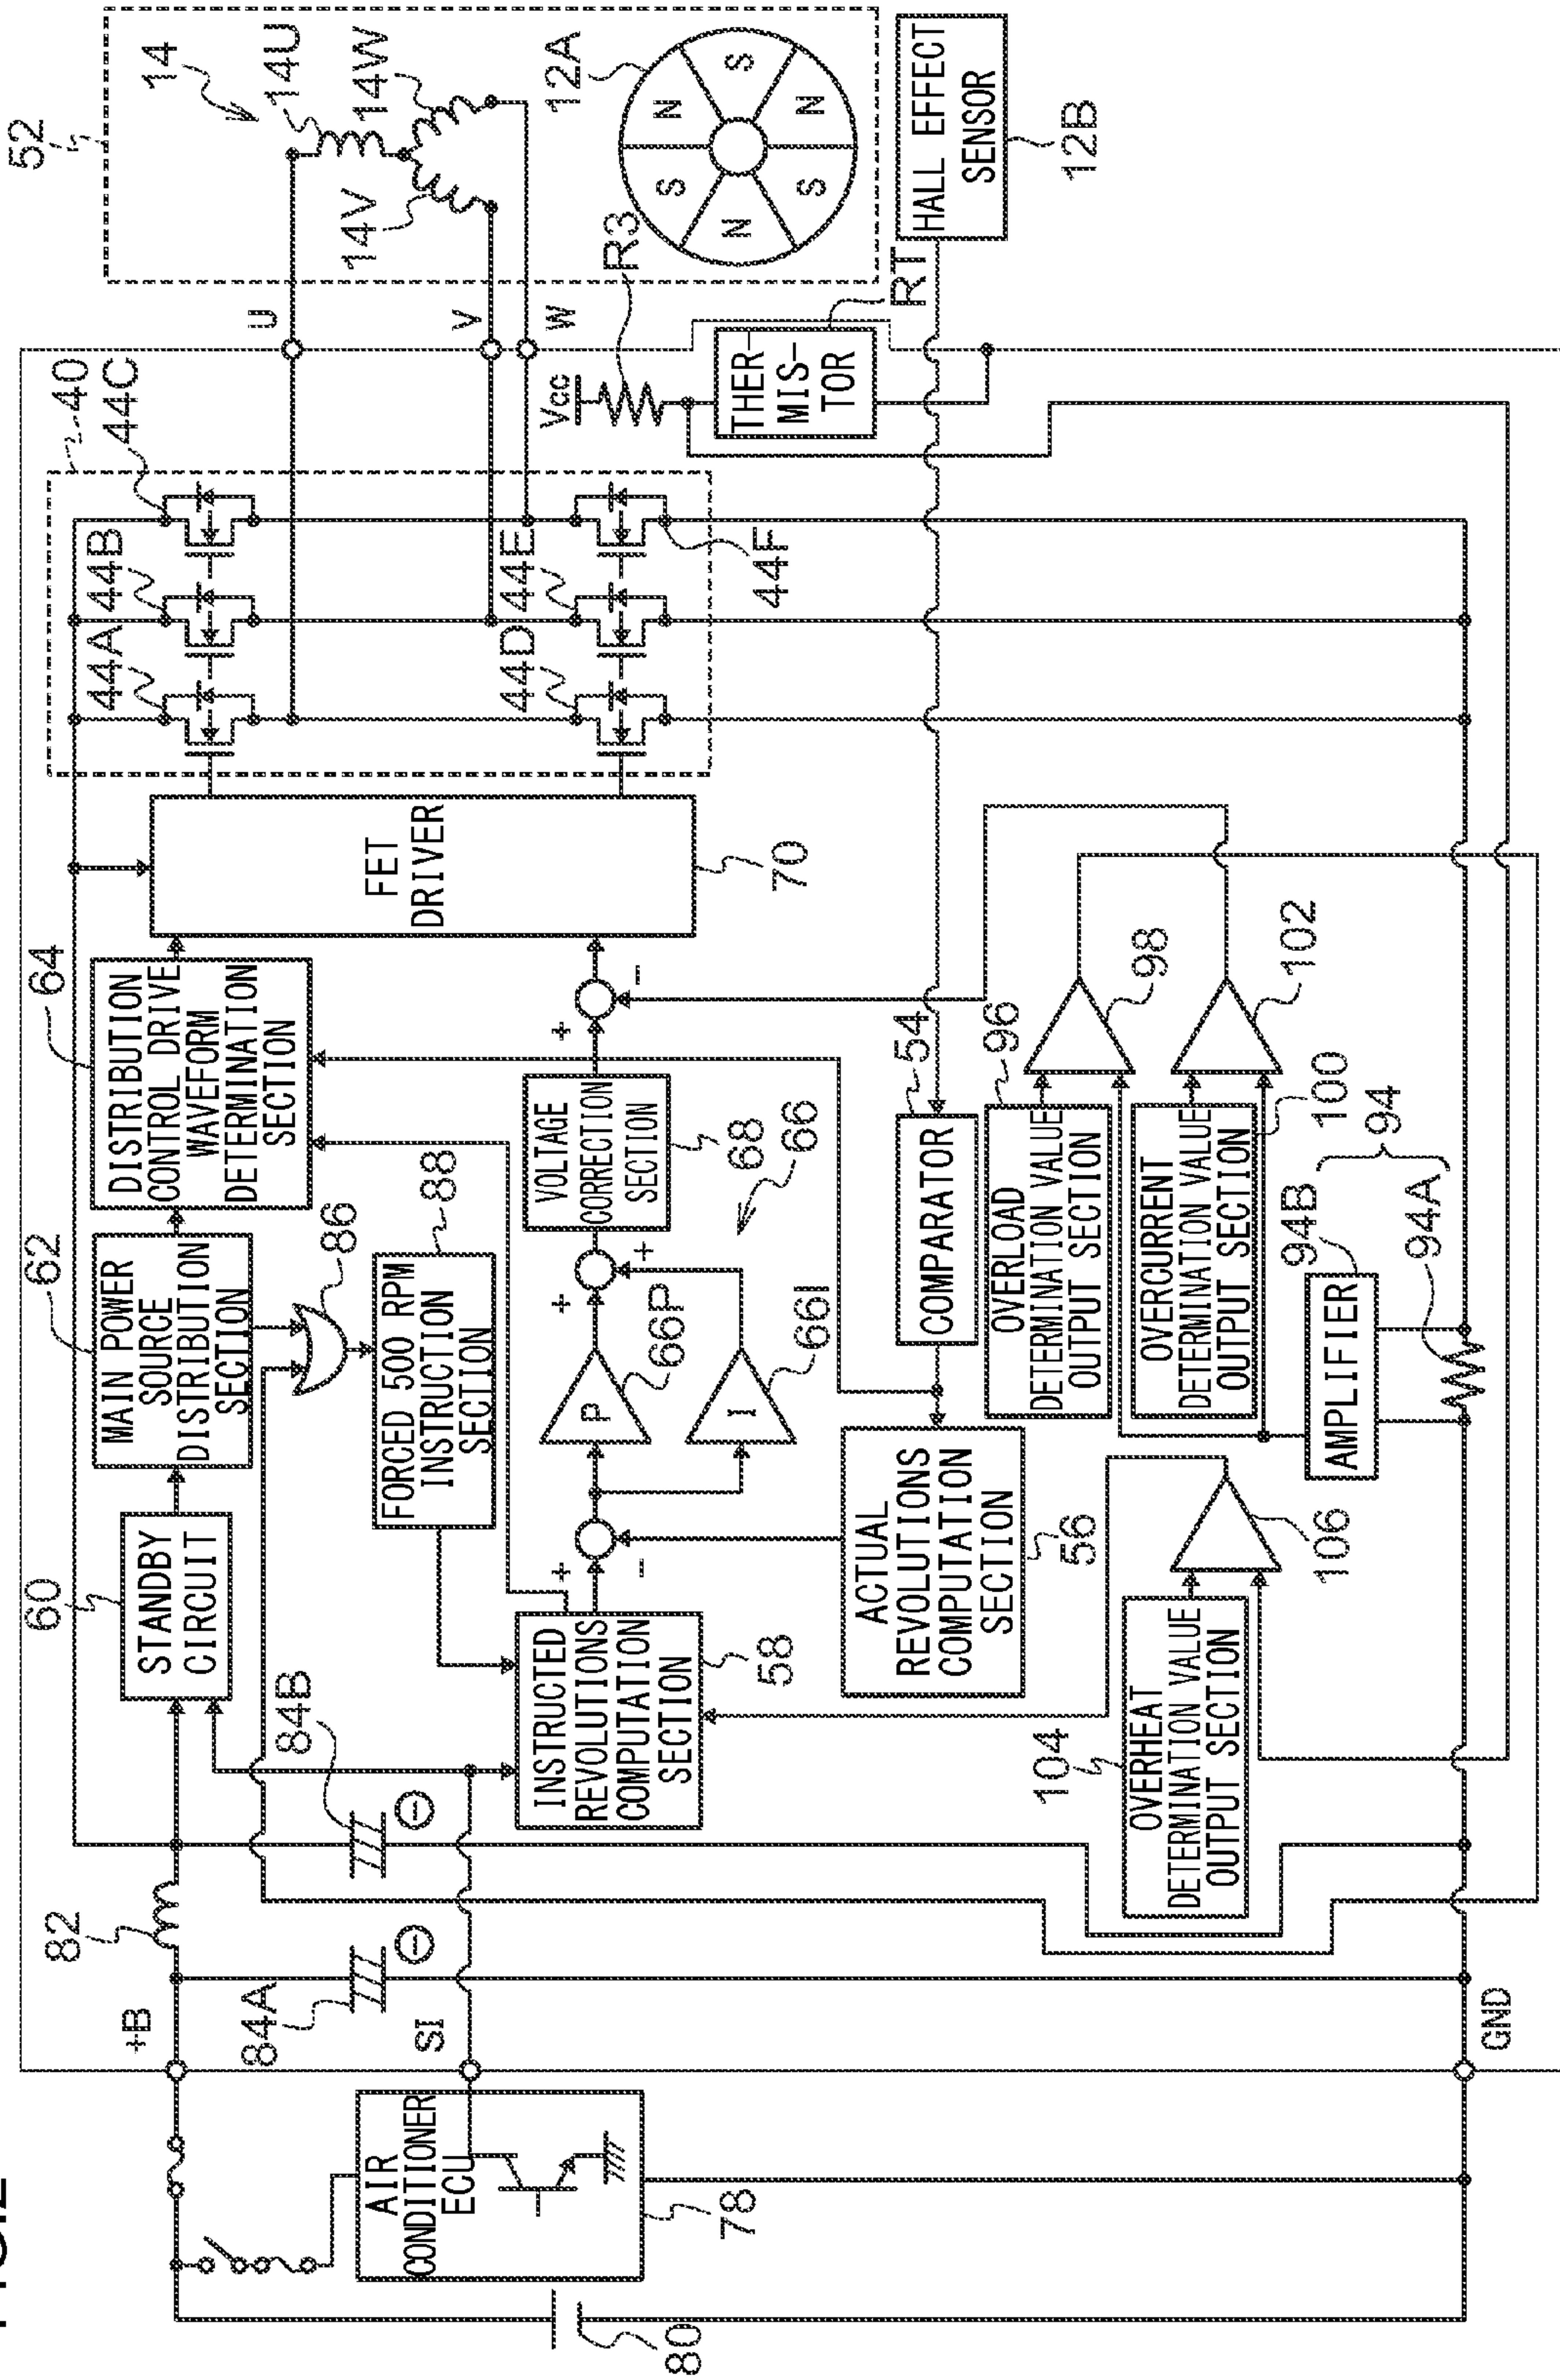 52
14
14U
14W
14V
12A
N
S
N
S
N
S
HALL EFFECT
SENSOR
12B
U
V
W
R3
RT
Vcc
THER-
MIS-
TOR
40
44C
44B
44A
44D
44E
44F
FET
DRIVER
70
64
DISTRIBUTION
CONTROL DRIVE
WAVEFORM
DETERMINATION
SECTION
62
MAIN POWER
SOURCE
DISTRIBUTION
SECTION
86
88
FORCED 500 RPM
INSTRUCTION
SECTION
60
STANDBY
CIRCUIT
+
-
VOLTAGE
CORRECTION
SECTION
68
66
+
+
P
66P
I
66I
+
-
INSTRUCTED
REVOLUTIONS
COMPUTATION
SECTION
58
54
COMPARATOR
ACTUAL
REVOLUTIONS
COMPUTATION
SECTION
56
96
OVERLOAD
DETERMINATION VALUE
OUTPUT SECTION
98
OVERCURRENT
DETERMINATION VALUE
OUTPUT SECTION
100
102
94
94B
94A
AMPLIFIER
104
OVERHEAT
DETERMINATION VALUE
OUTPUT SECTION
106
82
84B
84A
+B
SI
GND
AIR
CONDITIONER
ECU
78
80